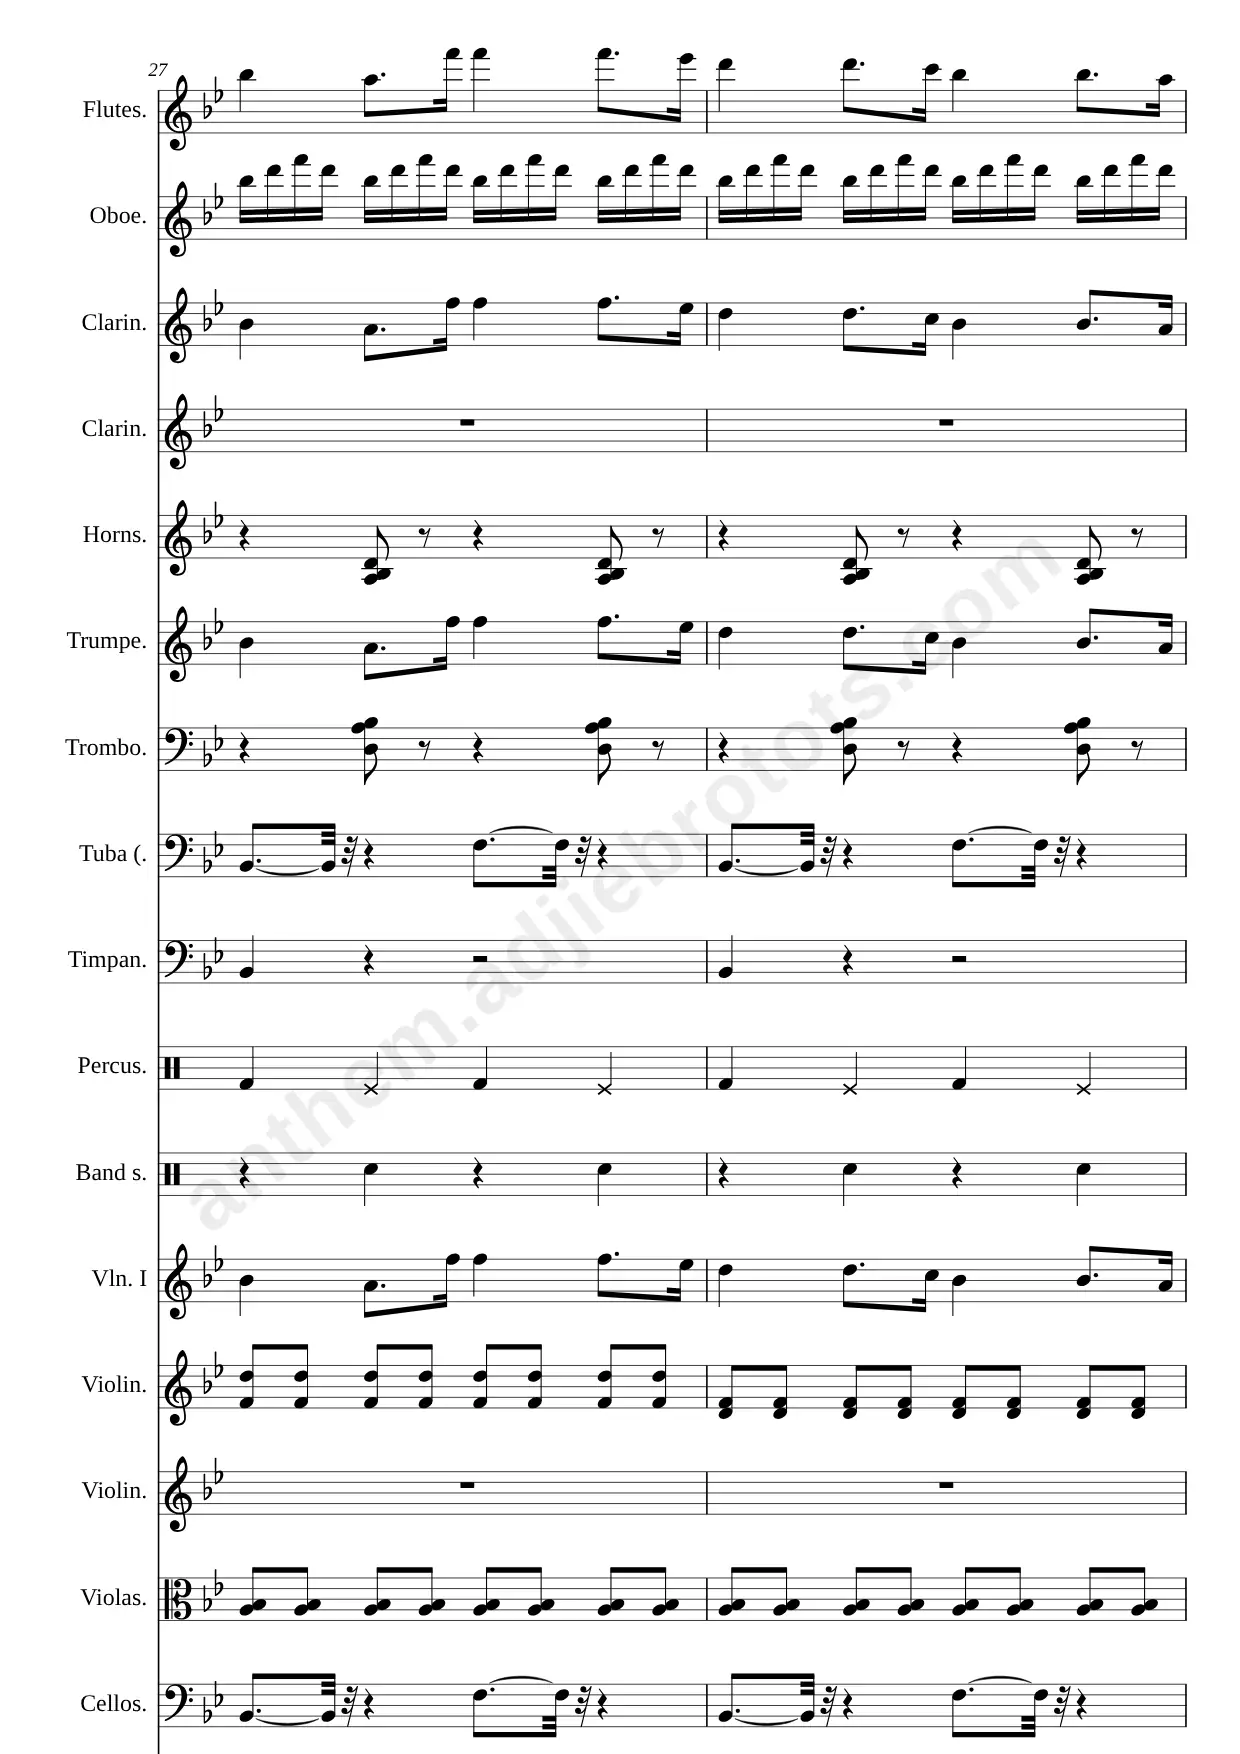 27
Flutes.
Oboe.
Clarin.
Clarin.
Horns.
Trumpe.
Trombo.
Tuba (.
Timpan.
Percus.
Band s.
Vln. I
Violin.
Violin.
Violas.
Cellos.
anthem.adjiebrotots.com